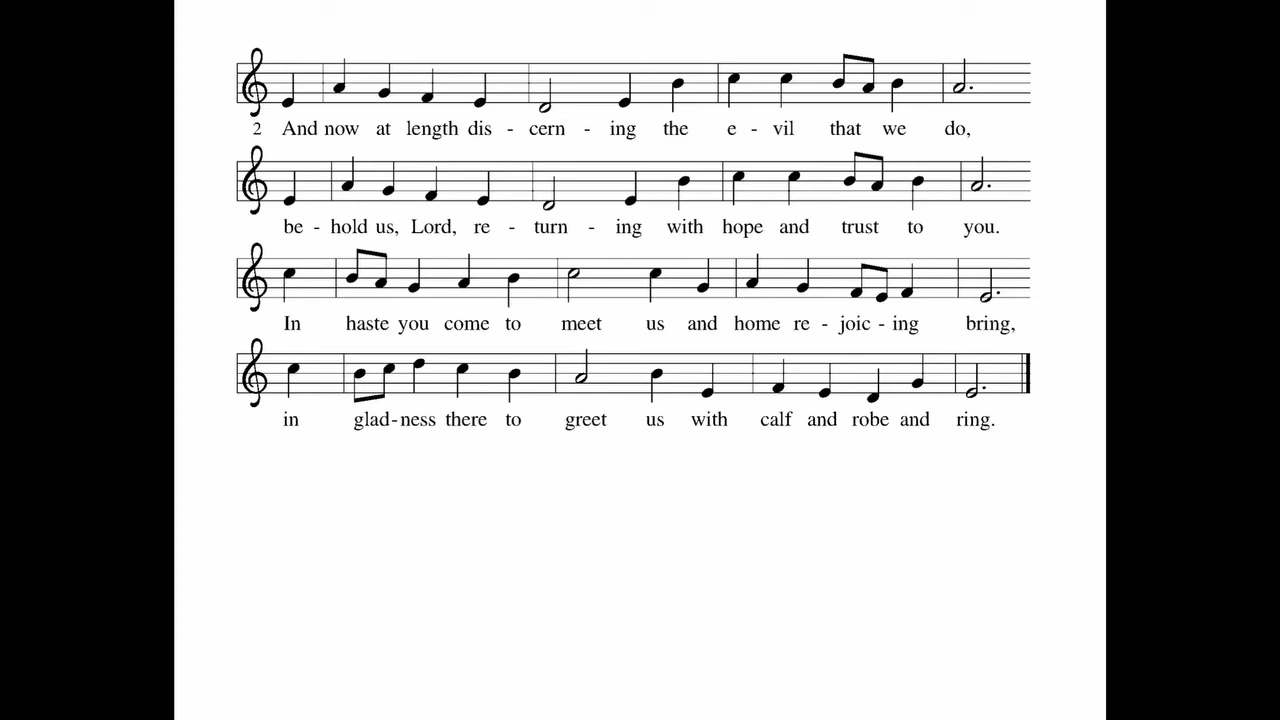 2 And now at length dis - cern - ing the e - vil that we do,
be - hold us, Lord, re - turn - ing with hope and trust to you.
In haste you come to meet us and home re - joic - ing bring,
in glad - ness there to greet us with calf and robe and ring.